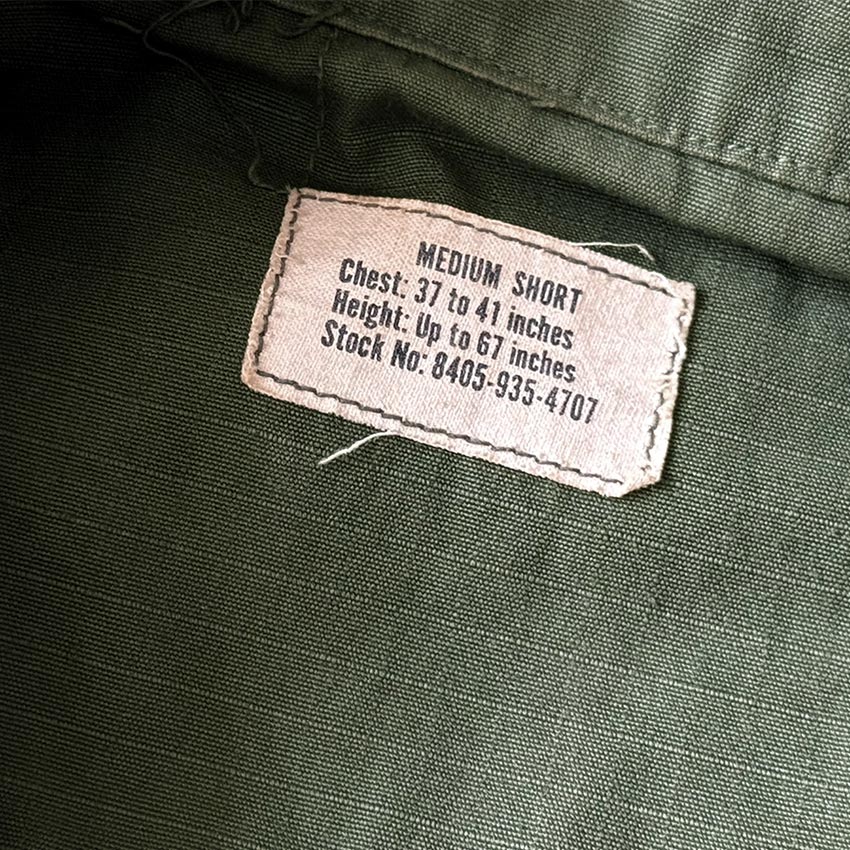 MEDIUM SHORT
Chest: 37 to 41 inches
Height: Up to 67 inches
Stock No: 8405-935-4707